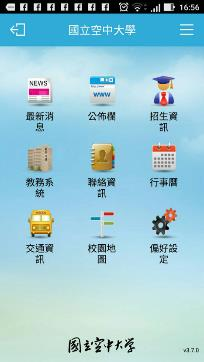 16:56
國立空中大學
NEWS
WWW
最新消
息
公佈欄
招生資
訊
教務系
統
聯絡資
訊
行事曆
交通資
訊
校園地
圖
偏好設
定
國立空中大學
v3.7.0